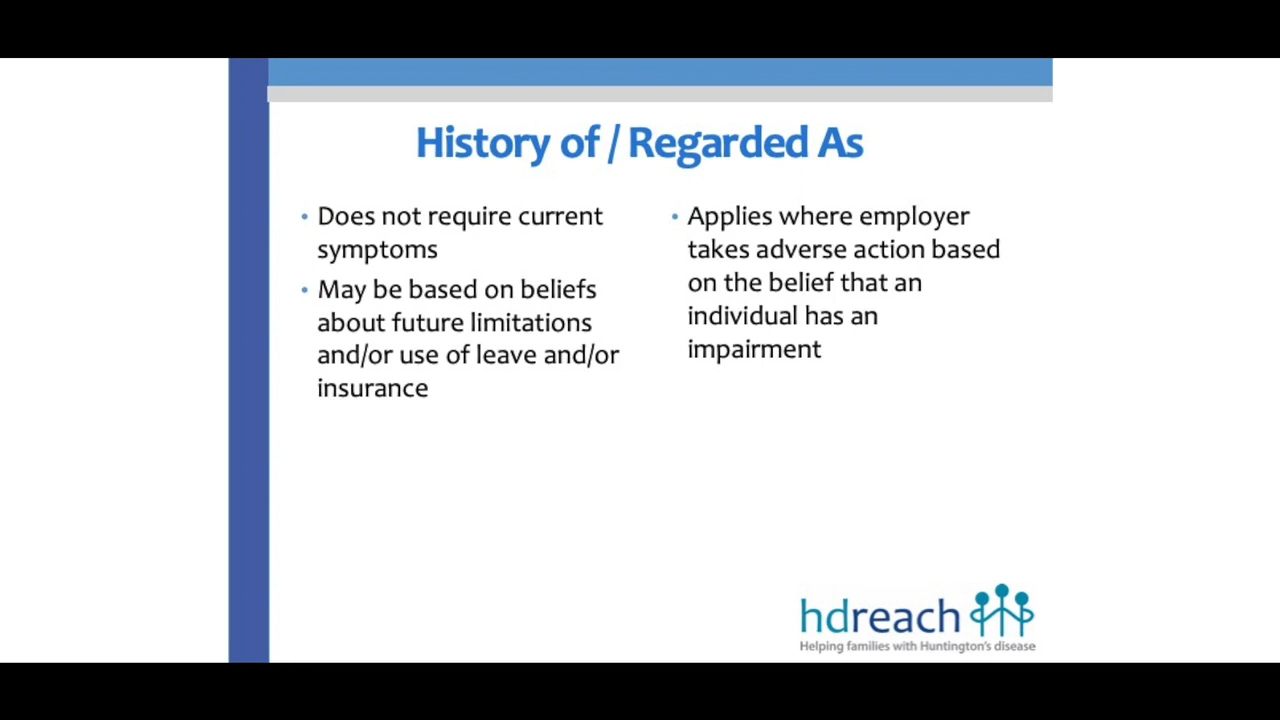 History of / Regarded As
• Does not require current
symptoms
• May be based on beliefs
about future limitations
and/or use of leave and/or
insurance
• Applies where employer
takes adverse action based
on the belief that an
individual has an
impairment
hdreach
Helping families with Huntington's disease